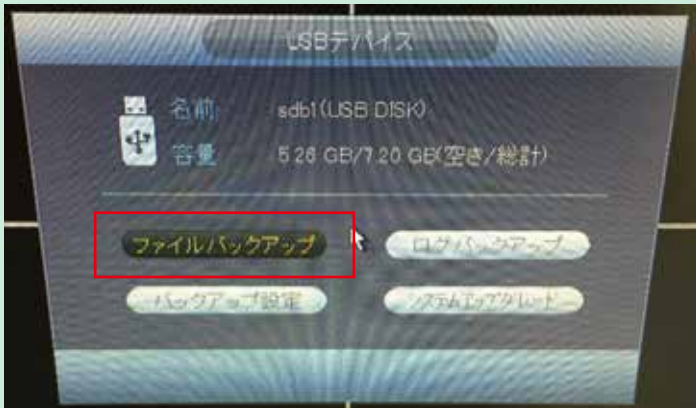 USBデバイス
名前 sdb1(USB DISK)
容量 5.26 GB/7.20 GB(空き/総計)
ファイルバックアップ ログバックアップ
バックアップ設定 システムアップグレード